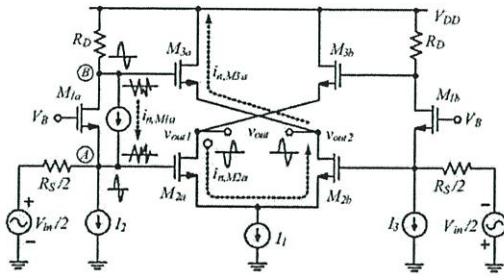 V_DD
R_D
R_D
M_3a
M_3b
B
i_n,M3a
M_1a
M_1b
V_B
V_B
i_n,M1a
v_out1
v_out
v_out2
A
i_n,M2a
R_S/2
R_S/2
M_2a
M_2b
V_in/2
I_2
I_3
V_in/2
I_1
+
−
+
−